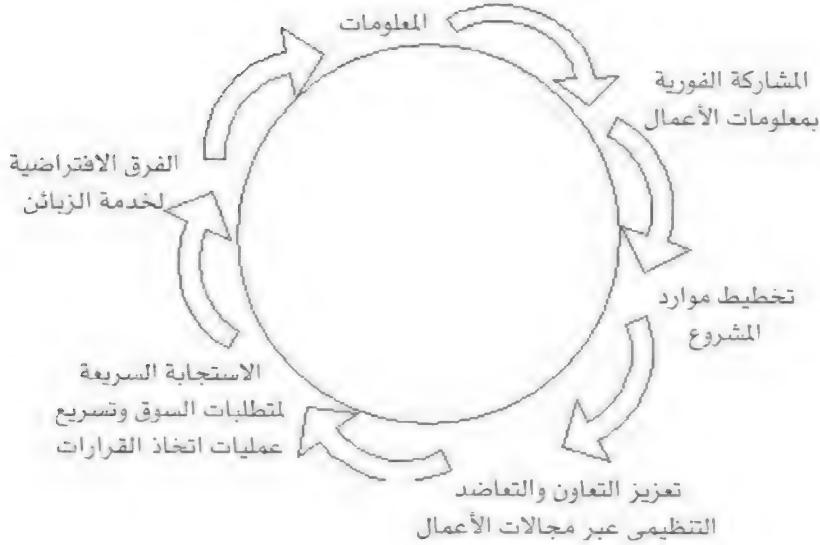 المعلومات
المشاركة الفورية
بمعلومات الأعمال
تخطيط موارد
المشروع
تعزيز التعاون والتعاضد
التنظيمى عبر مجالات الأعمال
الاستجابة السريعة
لمتطلبات السوق وتسريع
عمليات اتخاذ القرارات
الفرق الافتراضية
لخدمة الزبائن